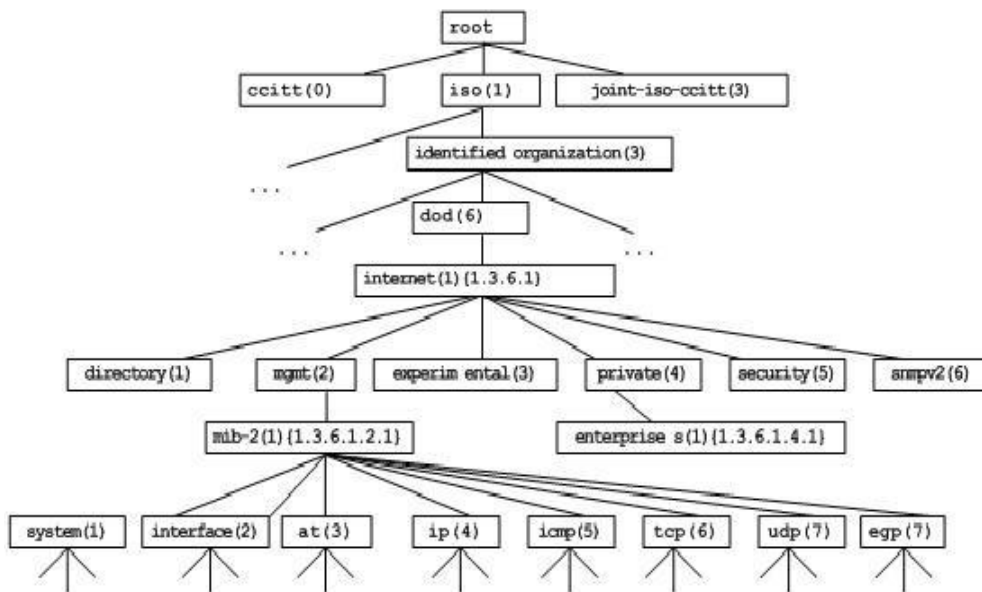 root
ccitt(0)
iso(1)
joint-iso-ccitt(3)
identified organization(3)
...
dod(6)
...
...
internet(1){1.3.6.1}
directory(1)
mgmt(2)
experim ental(3)
private(4)
security(5)
snmpv2(6)
mib-2(1){1.3.6.1.2.1}
enterprise s(1){1.3.6.1.4.1}
system(1)
interface(2)
at(3)
ip(4)
icmp(5)
tcp(6)
udp(7)
egp(7)